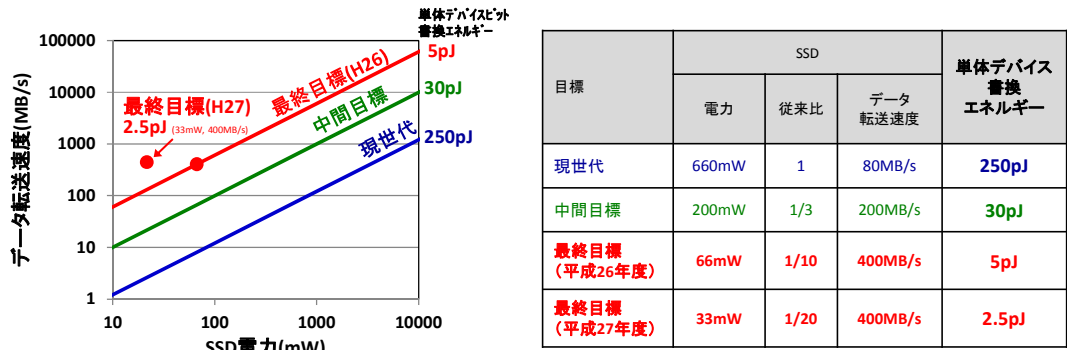 単体ﾃﾞﾊﾞｲｽﾋﾞｯﾄ
書換ｴﾈﾙｷﾞｰ
100000
10000
1000
100
10
1
データ転送速度(MB/s)
最終目標(H27)
2.5pJ (33mW, 400MB/s)
最終目標(H26)
中間目標
現世代
5pJ
30pJ
250pJ
10
100
1000
10000
SSD電力(mW)
目標
SSD
単体デバイス
書換
エネルギー
電力
従来比
データ
転送速度
現世代 660mW 1 80MB/s 250pJ
中間目標 200mW 1/3 200MB/s 30pJ
最終目標
(平成26年度) 66mW 1/10 400MB/s 5pJ
最終目標
(平成27年度) 33mW 1/20 400MB/s 2.5pJ